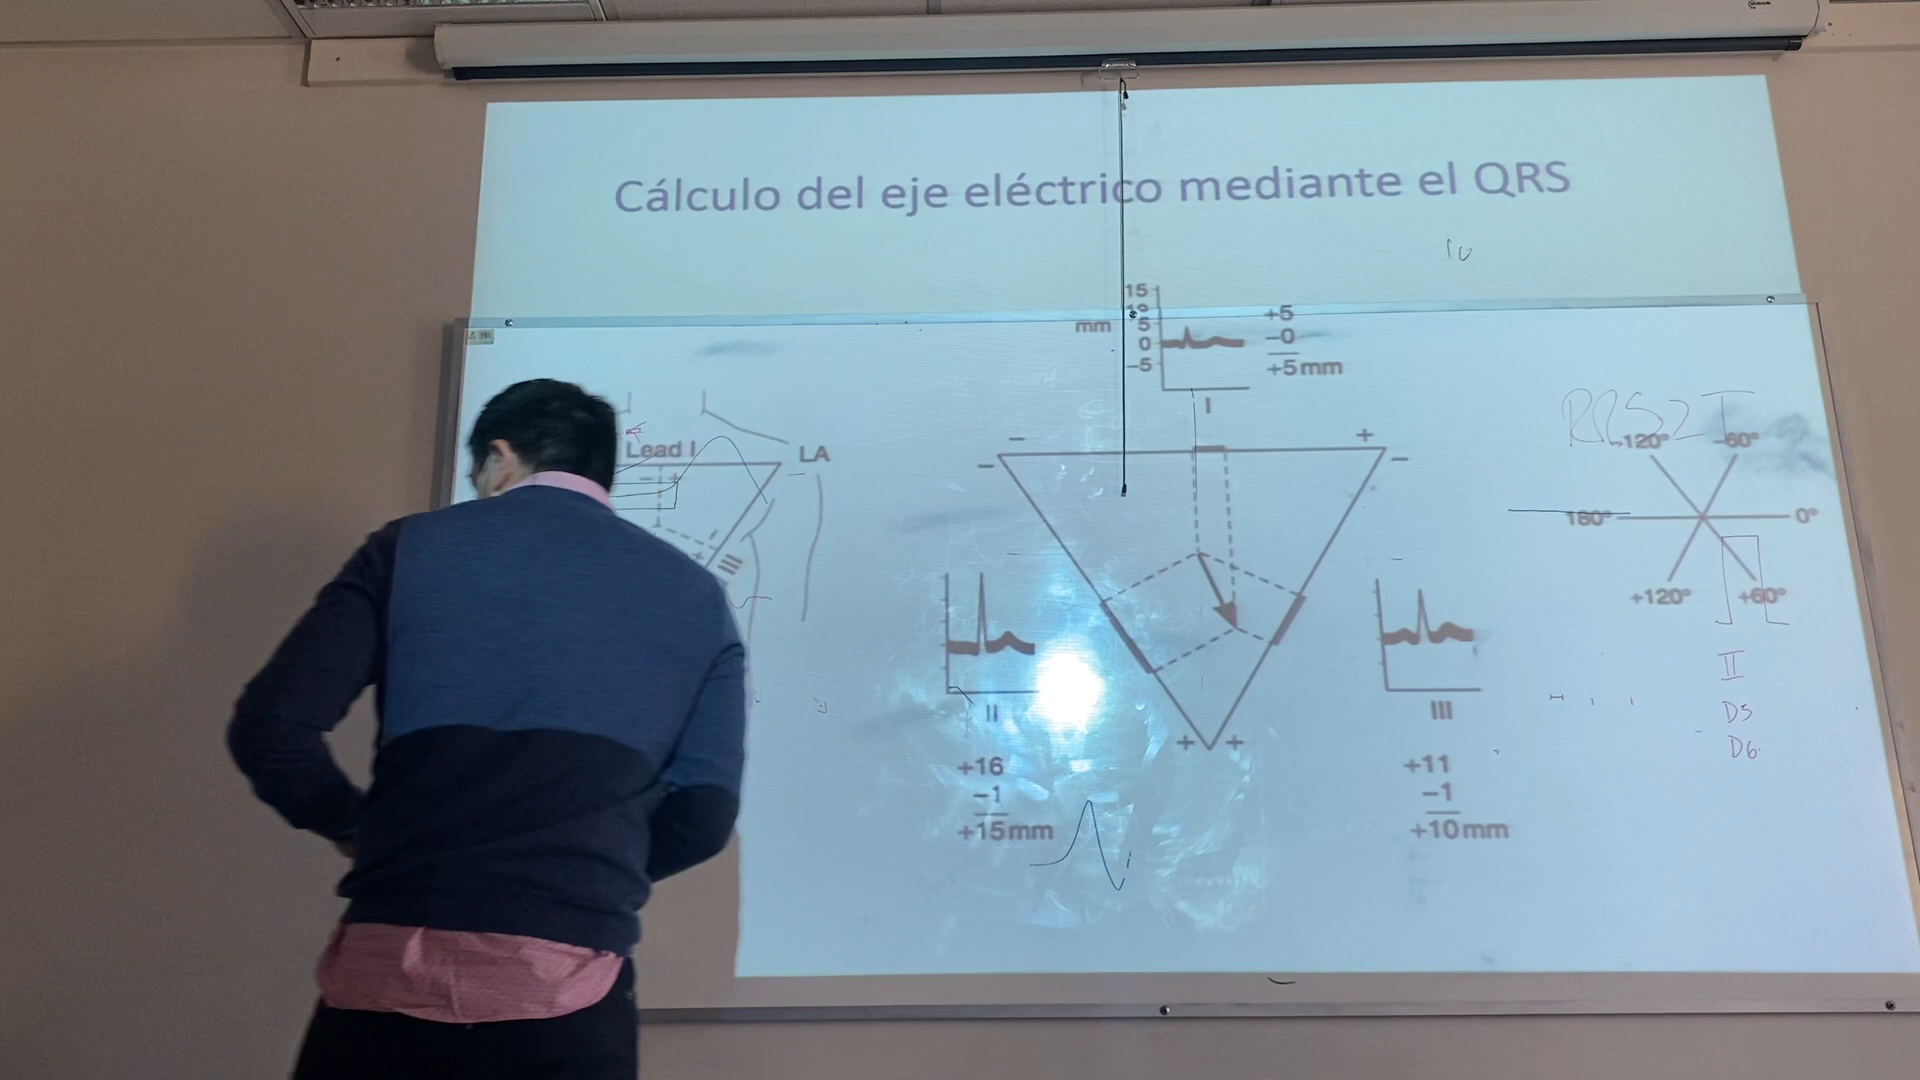 Cálculo del eje eléctrico mediante el QRS
10
15
5
0
-5
mm
+5
-0
+5mm
I
Lead I
LA
- +
III
- +
- -
-120° -60°
180° 0°
+120° +60°
II
D5
D6
II
+16
-1
+15mm
III
+11
-1
+10mm
+ +